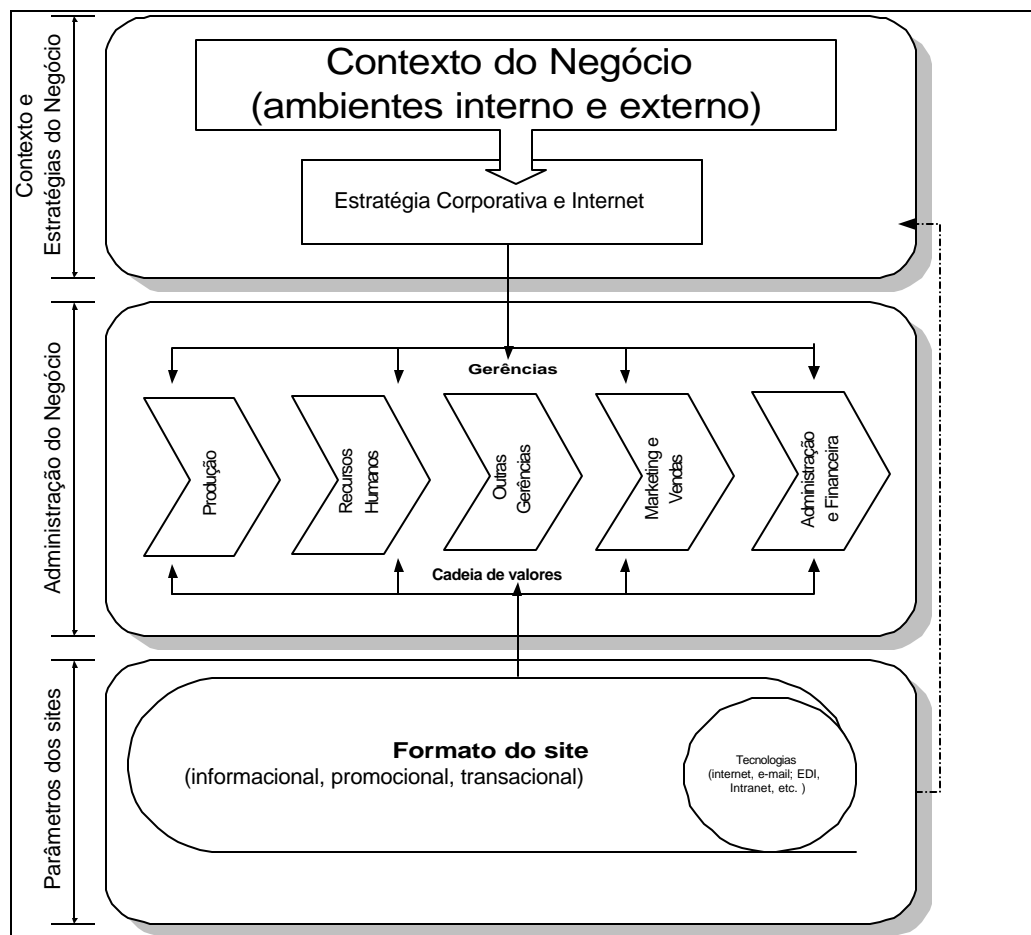 Contexto e
Estratégias do Negócio
Contexto do Negócio
(ambientes interno e externo)
Estratégia Corporativa e Internet
Administração do Negócio
Gerências
Produção
Recursos
Humanos
Outras
Gerências
Marketing e
Vendas
Administração
e Financeira
Cadeia de valores
Parâmetros dos sites
Formato do site
(informacional, promocional, transacional)
Tecnologias
(internet, e-mail; EDI,
Intranet, etc. )